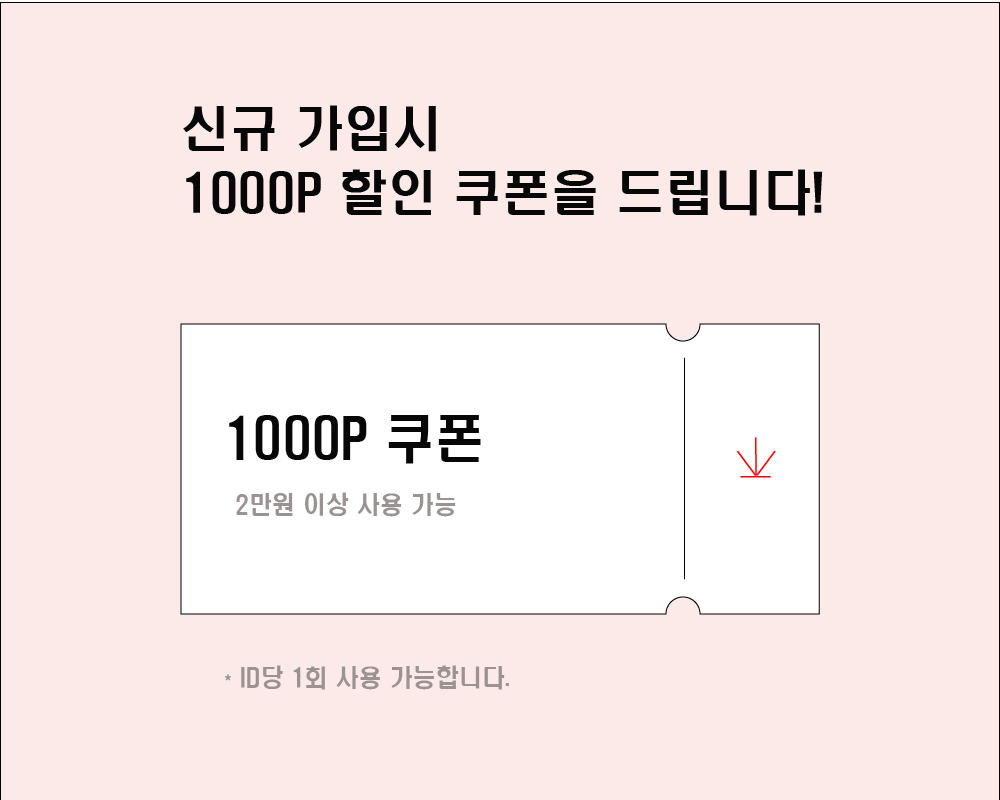 신규 가입시
1000P 할인 쿠폰을 드립니다!
1000P 쿠폰
2만원 이상 사용 가능
* ID당 1회 사용 가능합니다.